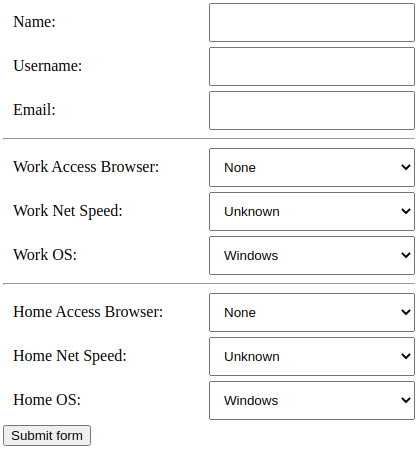 Name:
Username:
Email:
Work Access Browser: None
Work Net Speed: Unknown
Work OS: Windows
Home Access Browser: None
Home Net Speed: Unknown
Home OS: Windows
Submit form